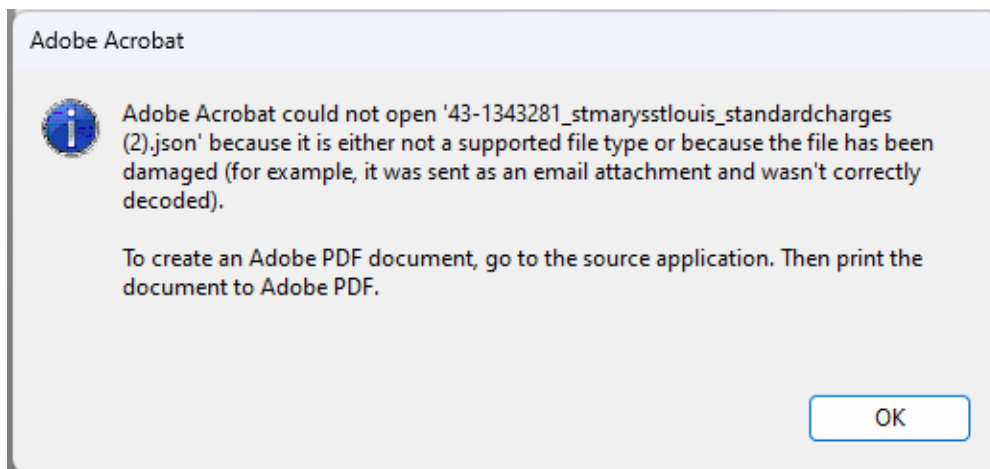 Adobe Acrobat
Adobe Acrobat could not open '43-1343281_stmarysstlouis_standardcharges
(2).json' because it is either not a supported file type or because the file has been
damaged (for example, it was sent as an email attachment and wasn't correctly
decoded).
To create an Adobe PDF document, go to the source application. Then print the
document to Adobe PDF.
OK